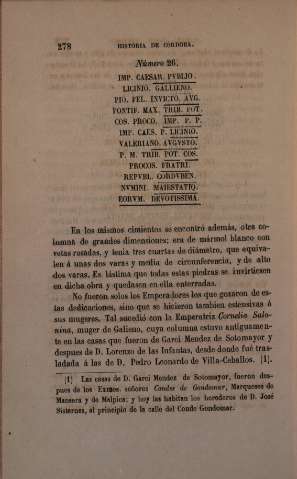 278 HISTORIA DE CORDOBA.
Número 26.
IMP. CAESAR. PVBLIO.
LICINIO. GALLIENO.
PIO. FEL. INVICTO. AVG.
PONTIF. MAX. TRIB. POT.
COS. PROCO. IMP. P. P.
IMP. CAES. P. LICINIO.
VALERIANO. AVGVSTO.
P. M. TRIB. POT. COS.
PROCOS. FRATRI.
REPVBL. CORDVBEN.
NVMINI. MAIESTATIQ.
EORVM. DEVOTISSIMA.
En los mismos cimientos se encontró además, otra co-
lumna de grandes dimensiones; era de mármol blanco con
vetas rosadas, y tenia tres cuartas de diámetro, que equiva-
len á unas dos varas y media de circunferencia, y de alto
dos varas. Es lástima que todas estas piedras se invirtiesen
en dicha obra y quedasen en ella enterradas.
No fueron solos los Emperadores los que gozaron de es-
tas dedicaciones, sino que se hicieron tambien estensivas á
sus mugeres. Tal sucedió con la Emperatriz Cornelia Salo-
nina, muger de Galieno, cuya columna estuvo antiguamen-
te en las casas que fueron de Garci Mendez de Sotomayor y
despues de D. Lorenzo de las Infantas, desde donde fué tras-
ladada á las de D. Pedro Leonardo de Villa-Ceballos. [1].
[1] Las casas de D. Garci Mendez de Sotomayor, fueron des-
pues de los Exmos. señores Condes de Gondomar, Marqueses de
Mancera y de Malpica; y hoy las habitan los herederos de D. José
Sisternes, al principio de la calle del Conde Gondomar.